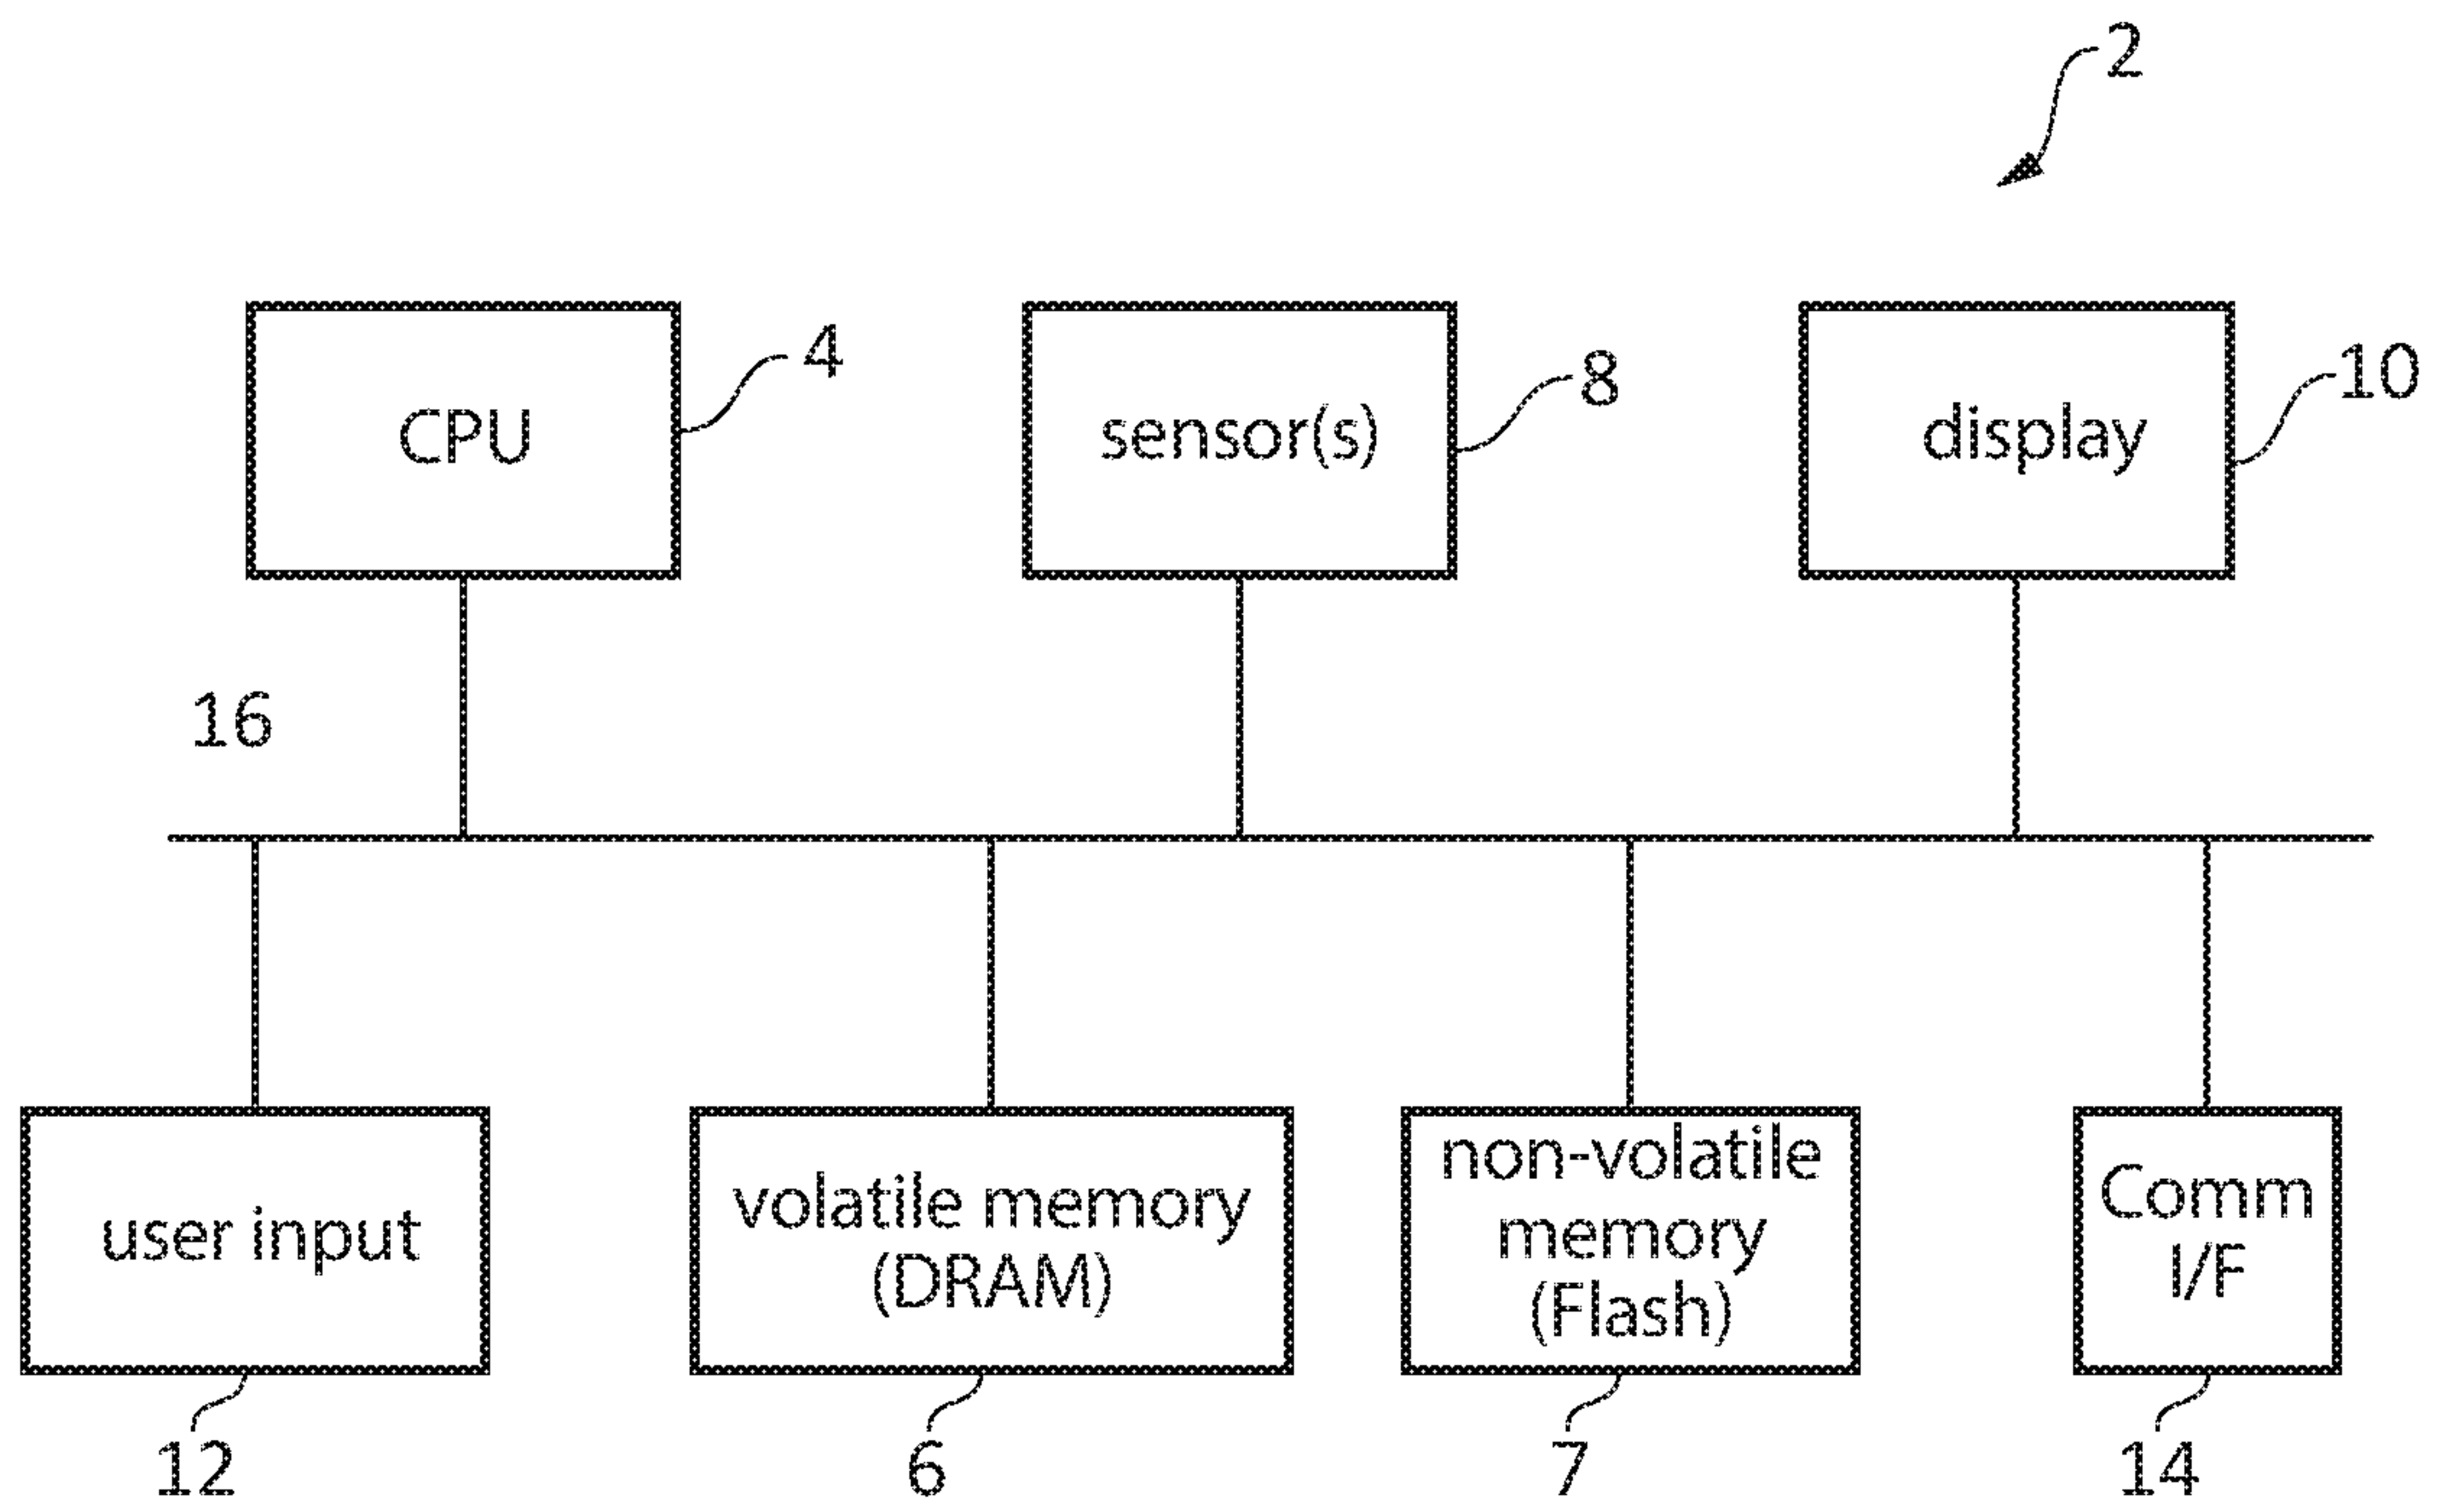 2
CPU
4
sensor(s)
8
display
10
16
user input
12
volatile memory
(DRAM)
6
non-volatile
memory
(Flash)
7
Comm
I/F
14